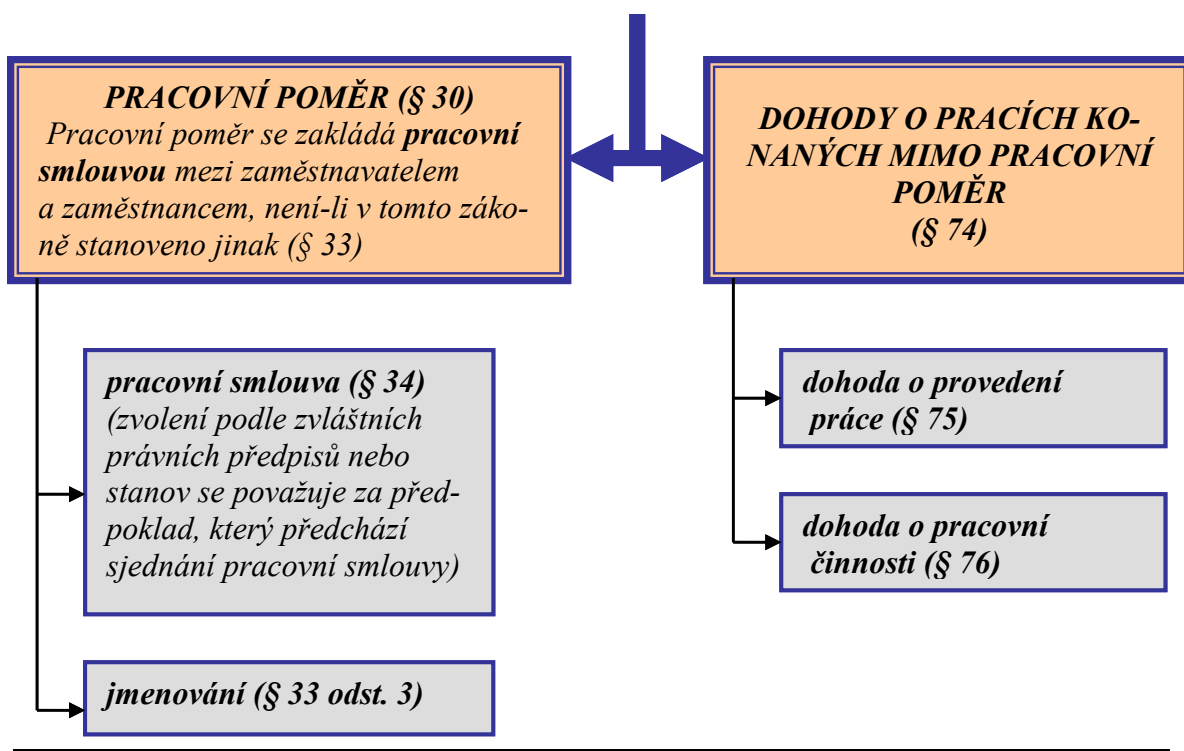 PRACOVNÍ POMĚR (§ 30)
Pracovní poměr se zakládá pracovní
smlouvou mezi zaměstnavatelem
a zaměstnancem, není-li v tomto záko-
ně stanoveno jinak (§ 33)
pracovní smlouva (§ 34)
(zvolení podle zvláštních
právních předpisů nebo
stanov se považuje za před-
poklad, který předchází
sjednání pracovní smlouvy)
jmenování (§ 33 odst. 3)
DOHODY O PRACÍCH KO-
NANÝCH MIMO PRACOVNÍ
POMĚR
(§ 74)
dohoda o provedení
práce (§ 75)
dohoda o pracovní
činnosti (§ 76)